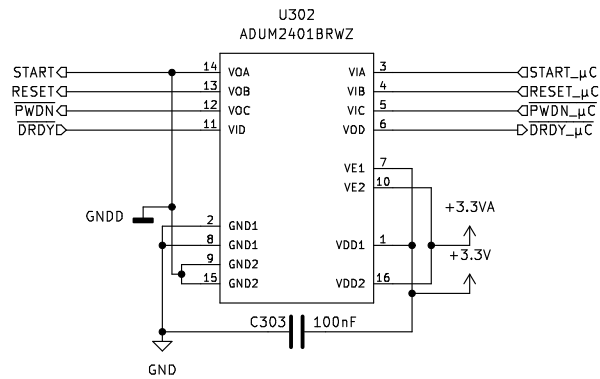 U302
ADUM2401BRWZ
START 14 VOA VIA 3 START_µC
RESET 13 VOB VIB 4 RESET_µC
PWDN 12 VOC VIC 5 PWDN_µC
DRDY 11 VID VOD 6 DRDY_µC
VE1 7
VE2 10
+3.3VA
GNDD
2 GND1
8 GND1 VDD1 1
+3.3V
9 GND2
15 GND2 VDD2 16
C303 100nF
GND